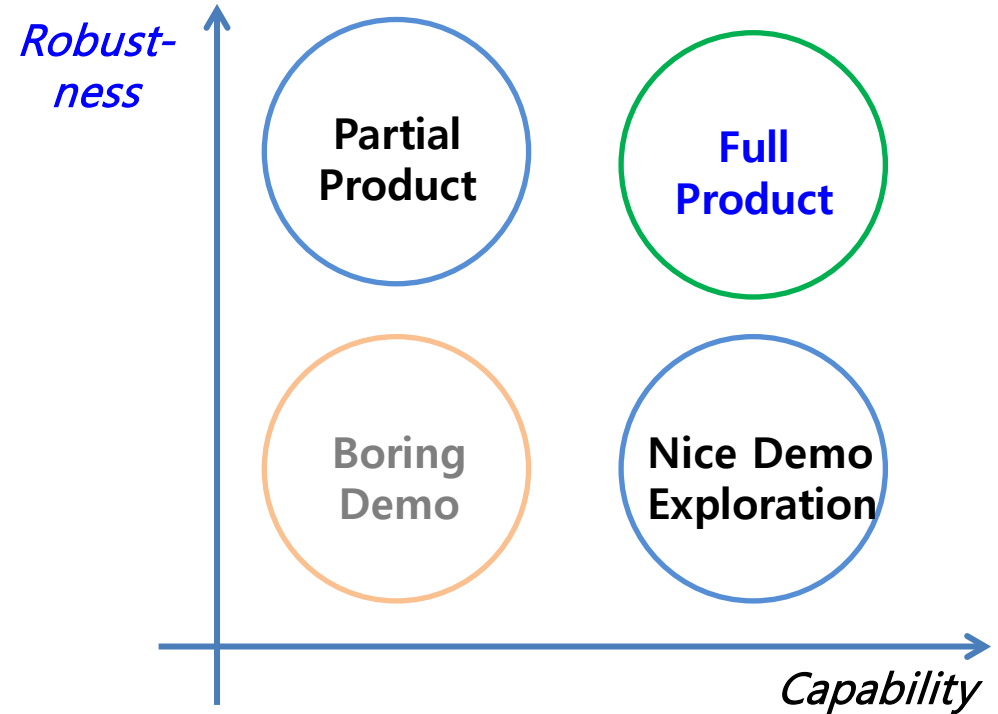 Robust-
ness
Partial
Product
Full
Product
Boring
Demo
Nice Demo
Exploration
Capability